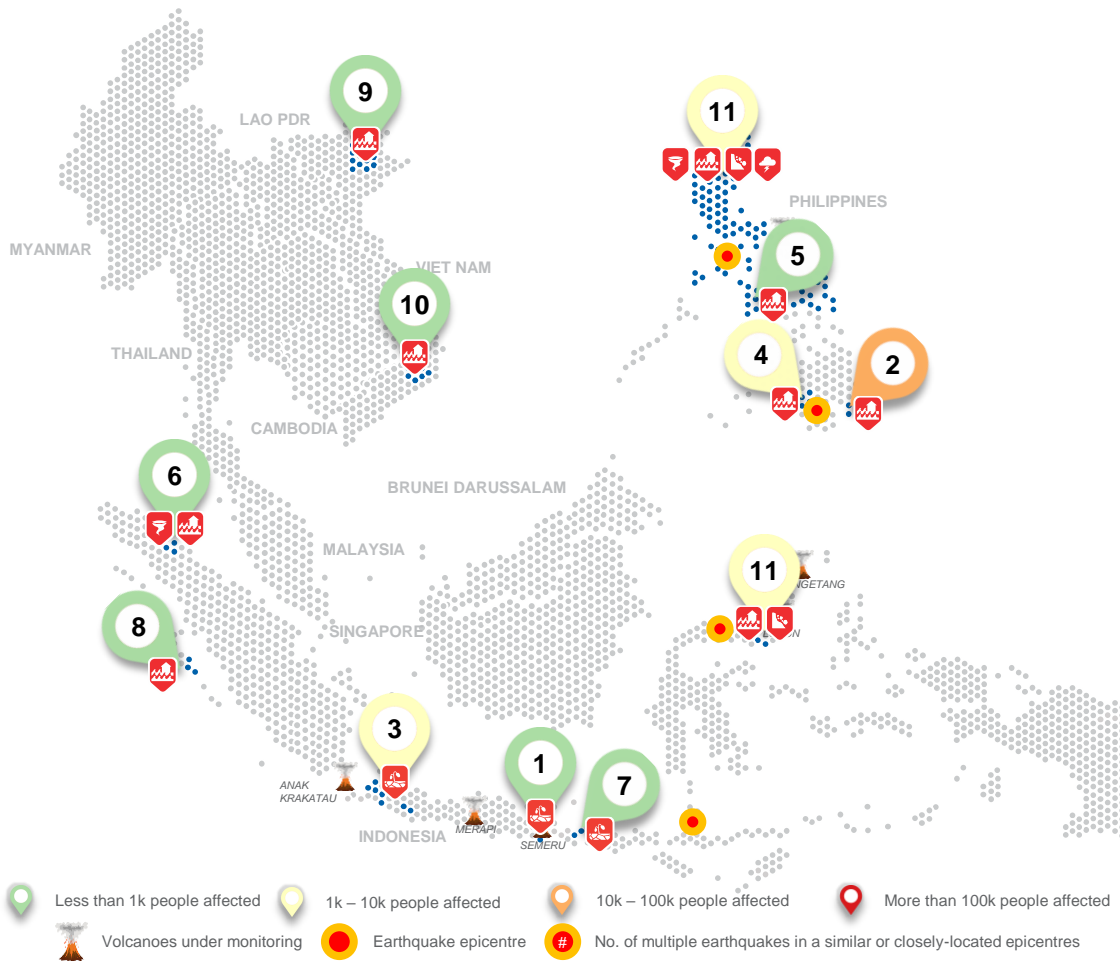 9
LAO PDR
11
PHILIPPINES
MYANMAR
5
VIET NAM
10
THAILAND
4
2
CAMBODIA
6
BRUNEI DARUSSALAM
MALAYSIA
11
NGETANG
8
SINGAPORE
ON
3
1
7
ANAK
KRAKATAU
MERAPI
INDONESIA
SEMERU
Less than 1k people affected
1k – 10k people affected
10k – 100k people affected
More than 100k people affected
Volcanoes under monitoring
Earthquake epicentre
#
No. of multiple earthquakes in a similar or closely-located epicentres